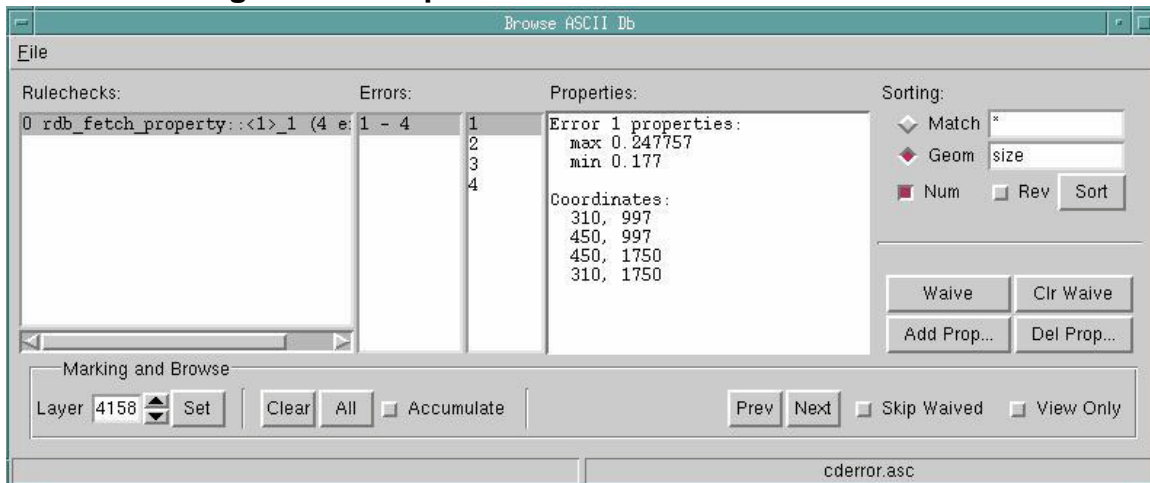 Browse ASCII Db
File
Rulechecks:
Errors:
Properties:
Sorting:
0 rdb_fetch_property::<1>_1 (4 e
1 - 4
1
2
3
4
Error 1 properties:
max 0.247757
min 0.177
Coordinates:
310, 997
450, 997
450, 1750
310, 1750
Match *
Geom size
Num Rev Sort
Waive Clr Waive
Add Prop... Del Prop...
Marking and Browse
Layer 4158 Set Clear All Accumulate Prev Next Skip Waived View Only
cderror.asc